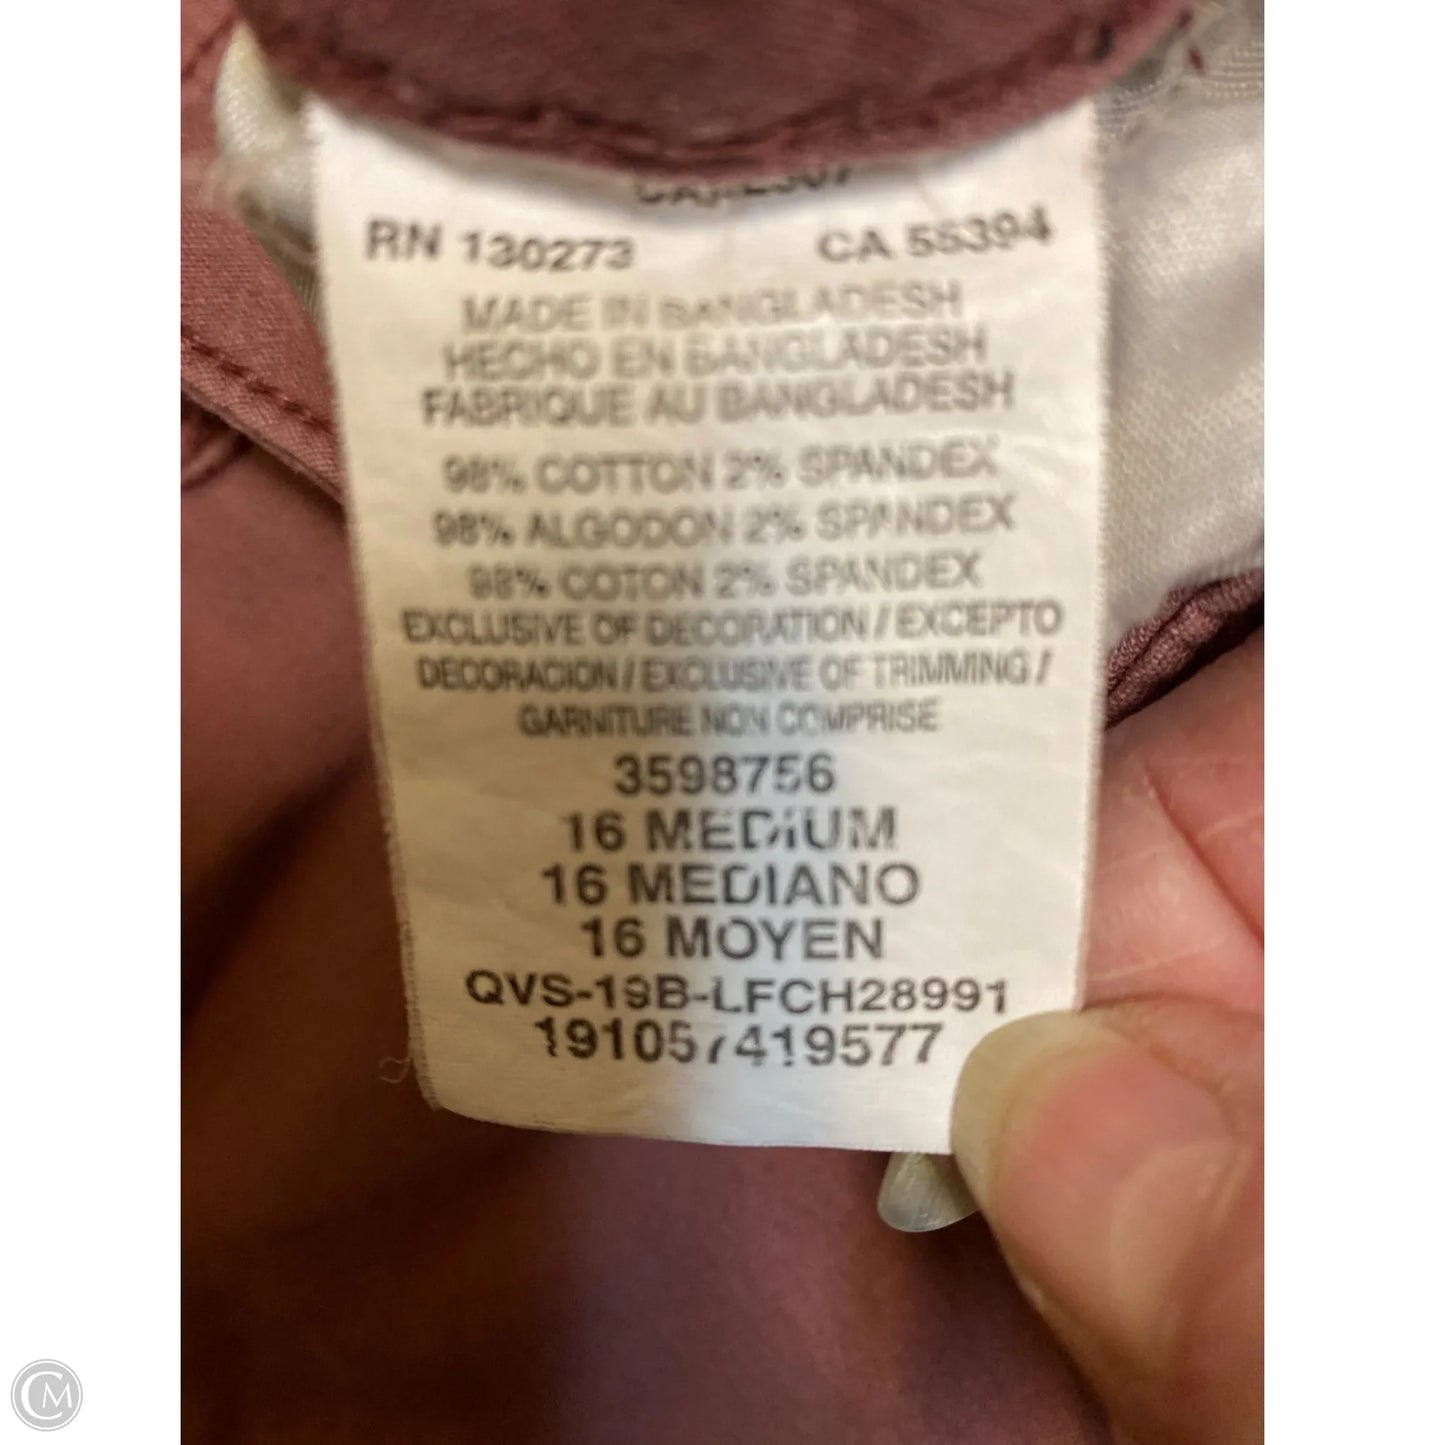 RN 130273 CA 55394
MADE IN BANGLADESH
HECHO EN BANGLADESH
FABRIQUE AU BANGLADESH
98% COTTON 2% SPANDEX
98% ALGODON 2% SPANDEX
98% COTON 2% SPANDEX
EXCLUSIVE OF DECORATION / EXCEPTO
DECORACION / EXCLUSIVE OF TRIMMING /
GARNITURE NON COMPRISE
3598756
16 MEDIUM
16 MEDIANO
16 MOYEN
QVS-19B-LFCH28991
191057419577
CM